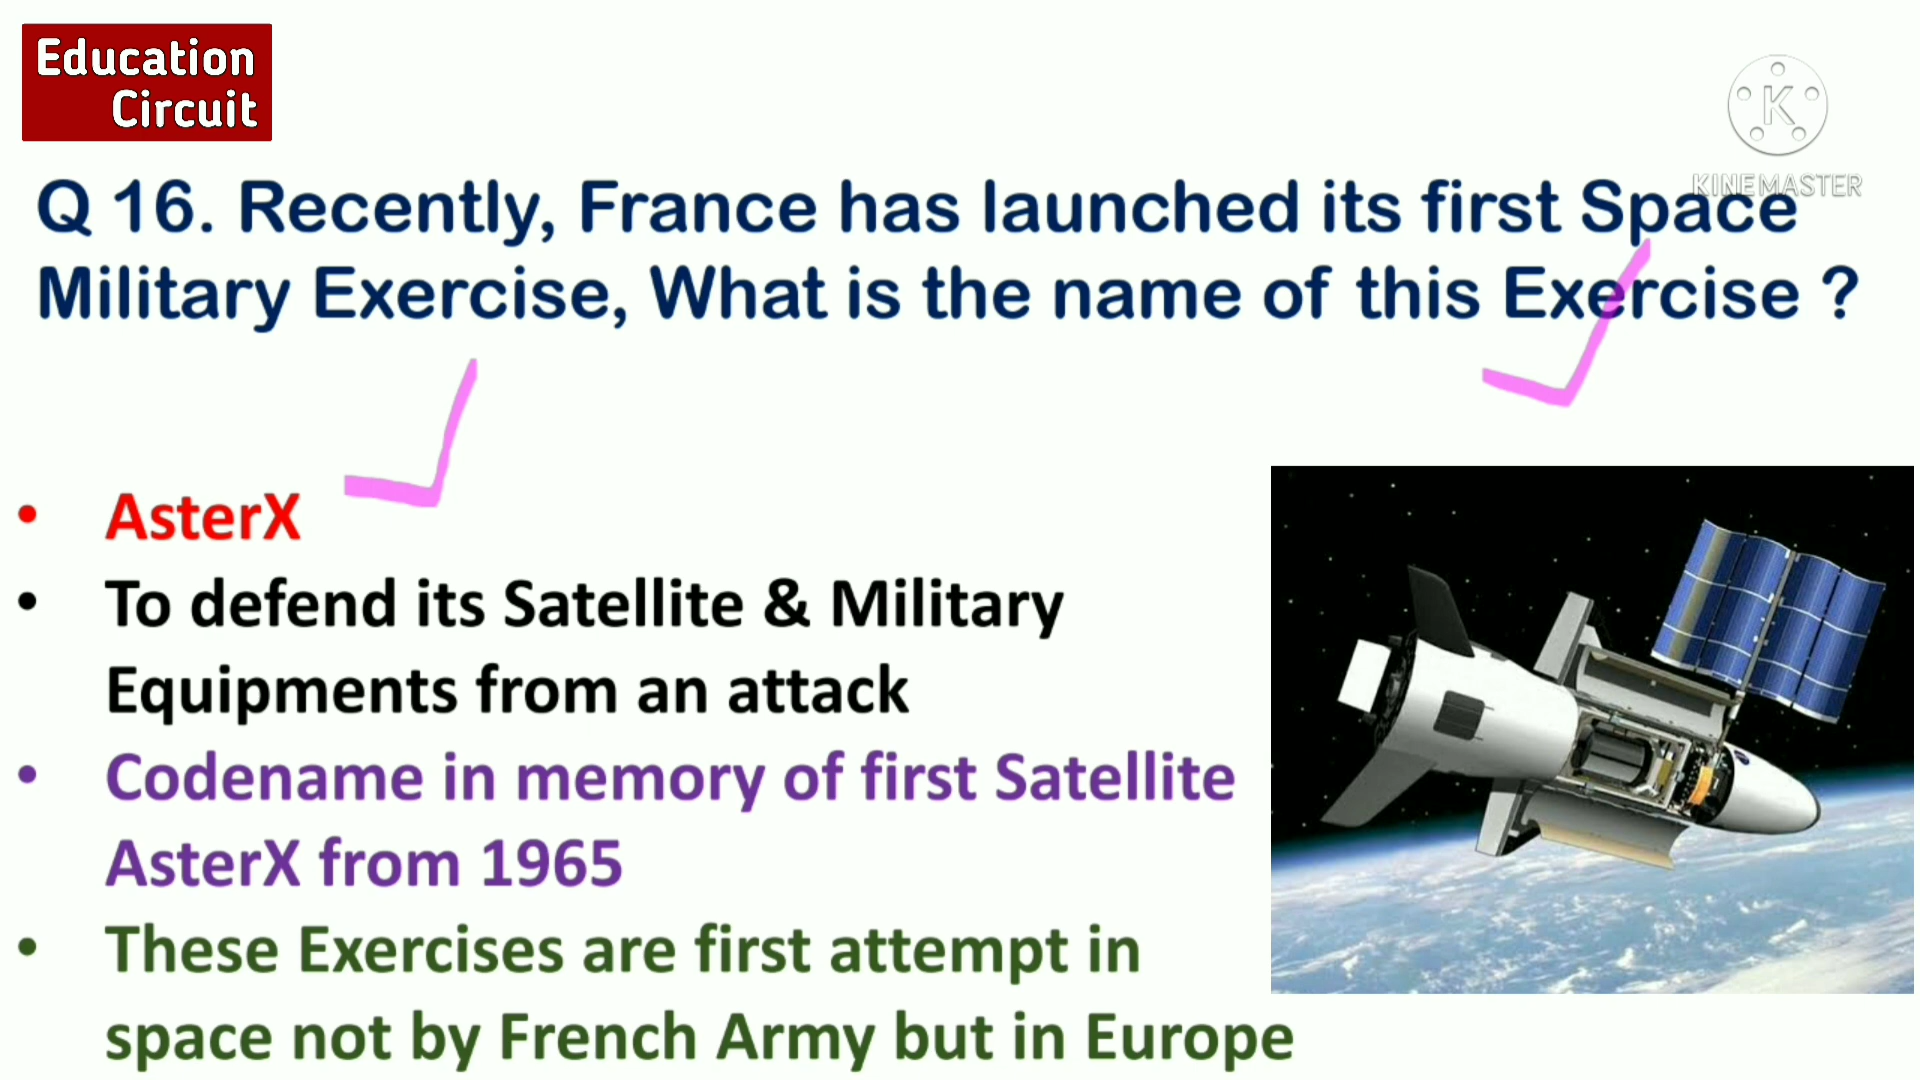 Education
Circuit
K
KINEMASTER
Q 16. Recently, France has launched its first Space
Military Exercise, What is the name of this Exercise ?
• AsterX
• To defend its Satellite & Military
Equipments from an attack
• Codename in memory of first Satellite
AsterX from 1965
• These Exercises are first attempt in
space not by French Army but in Europe